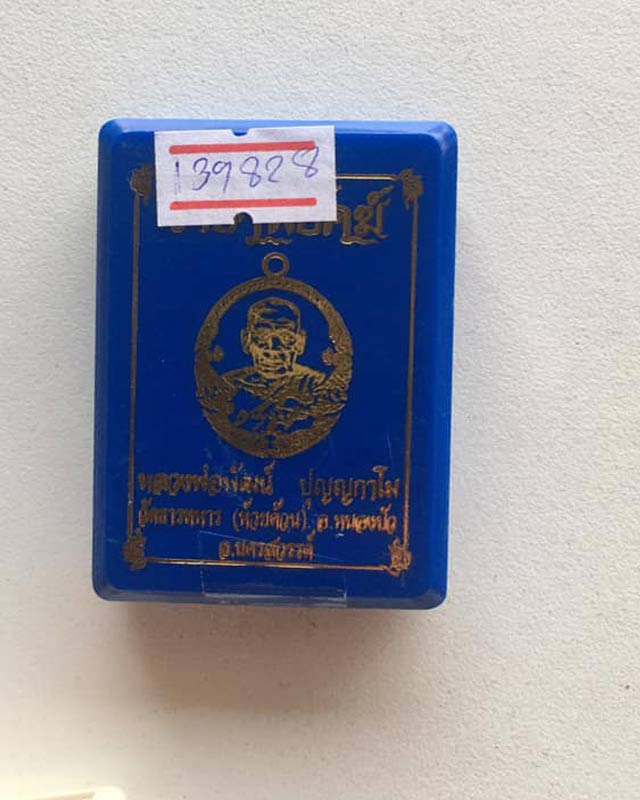 139828
หลวงพ่อพัฒน์ ปุญญกาโม
วัดธารทหาร (ห้วยด้วน) อ.หนองบัว
จ.นครสวรรค์